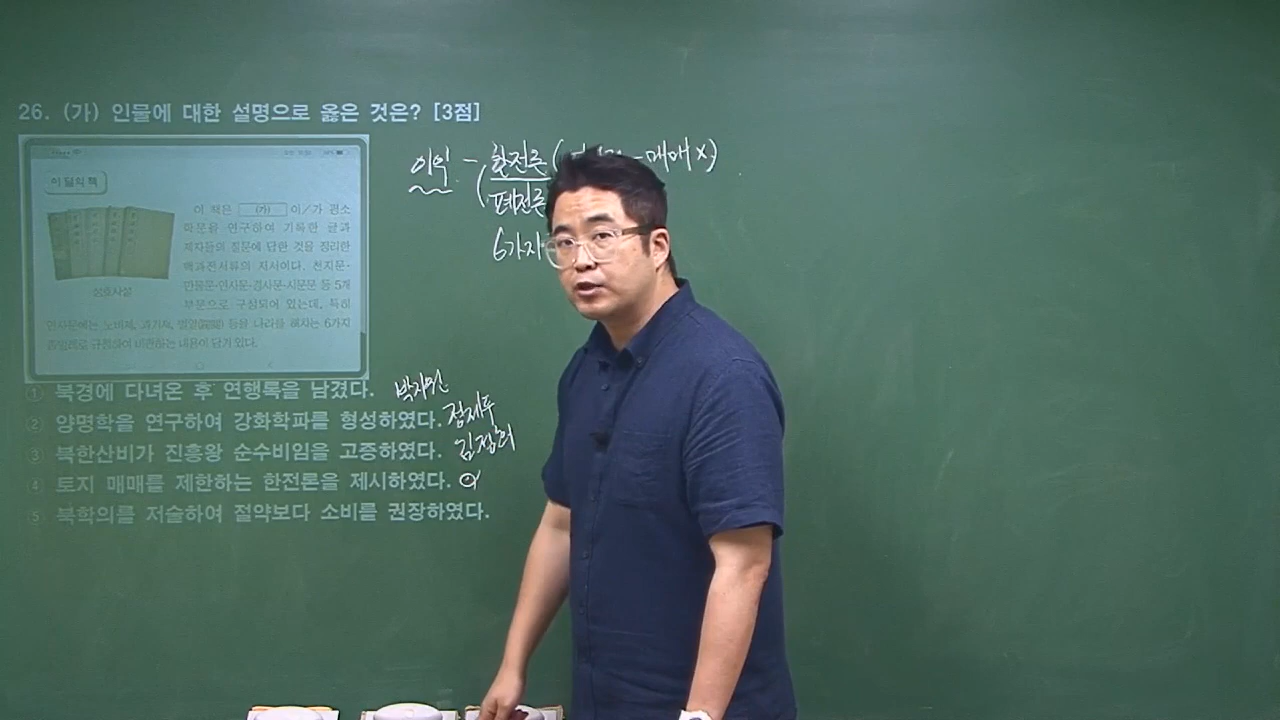 26. (가) 인물에 대한 설명으로 옳은 것은? [3점]
이 달의 책
이 책은 (가) 이/가 평소
학문을 연구하여 기록한 글과
제자들의 질문에 답한 것을 정리한
백과전서류의 저서이다. 천지문·
만물문·인사문·경사문·시문문 등 5개
부문으로 구성되어 있는데, 특히
인사문에는 노비제, 과거제, 벌열(閥閱) 등을 나라를 해치는 6가지
좀벌레로 규정하여 비판하는 내용이 담겨 있다.
성호사설
① 북경에 다녀온 후 연행록을 남겼다. 박지원
② 양명학을 연구하여 강화학파를 형성하였다. 정제두
③ 북한산비가 진흥왕 순수비임을 고증하였다. 김정희
④ 토지 매매를 제한하는 한전론을 제시하였다. O
⑤ 북학의를 저술하여 절약보다 소비를 권장하였다.
이익 - 한전론 ( - 매매 X)
폐전론
6가지